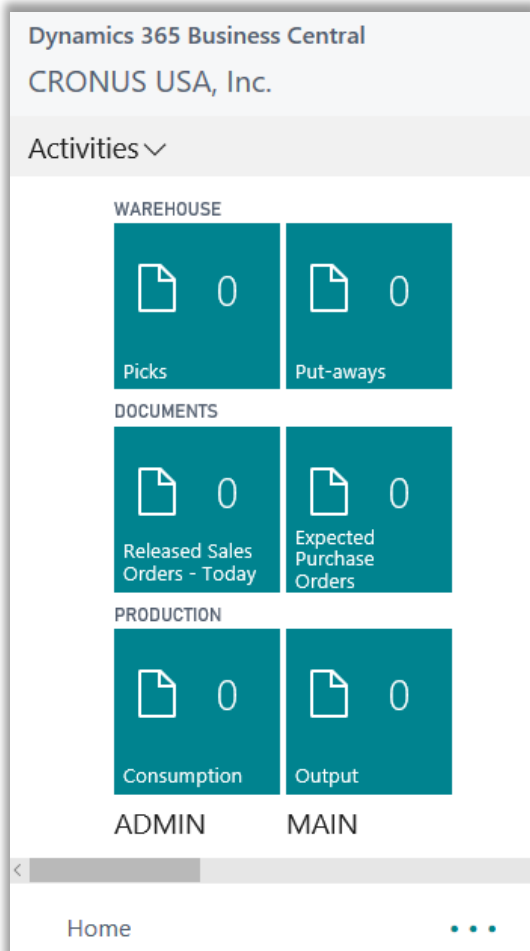 Dynamics 365 Business Central
CRONUS USA, Inc.
Activities
WAREHOUSE
0
0
Picks
Put-aways
DOCUMENTS
0
0
Released Sales
Orders - Today
Expected
Purchase
Orders
PRODUCTION
0
0
Consumption
Output
ADMIN
MAIN
Home